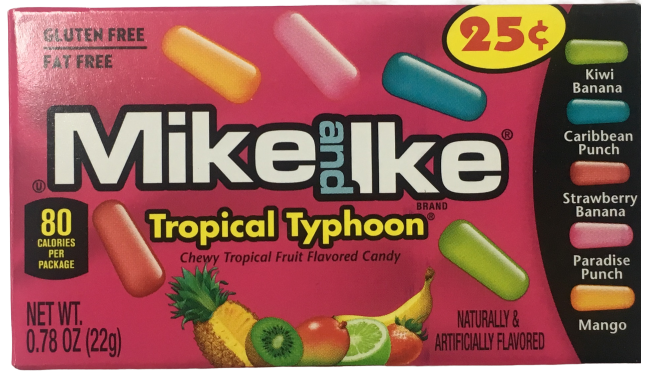 GLUTEN FREE
FAT FREE
25¢
Mike and Ike®
BRAND
Tropical Typhoon®
Chewy Tropical Fruit Flavored Candy
80
CALORIES
PER
PACKAGE
NET WT.
0.78 OZ (22g)
NATURALLY &
ARTIFICIALLY FLAVORED
Kiwi
Banana
Caribbean
Punch
Strawberry
Banana
Paradise
Punch
Mango